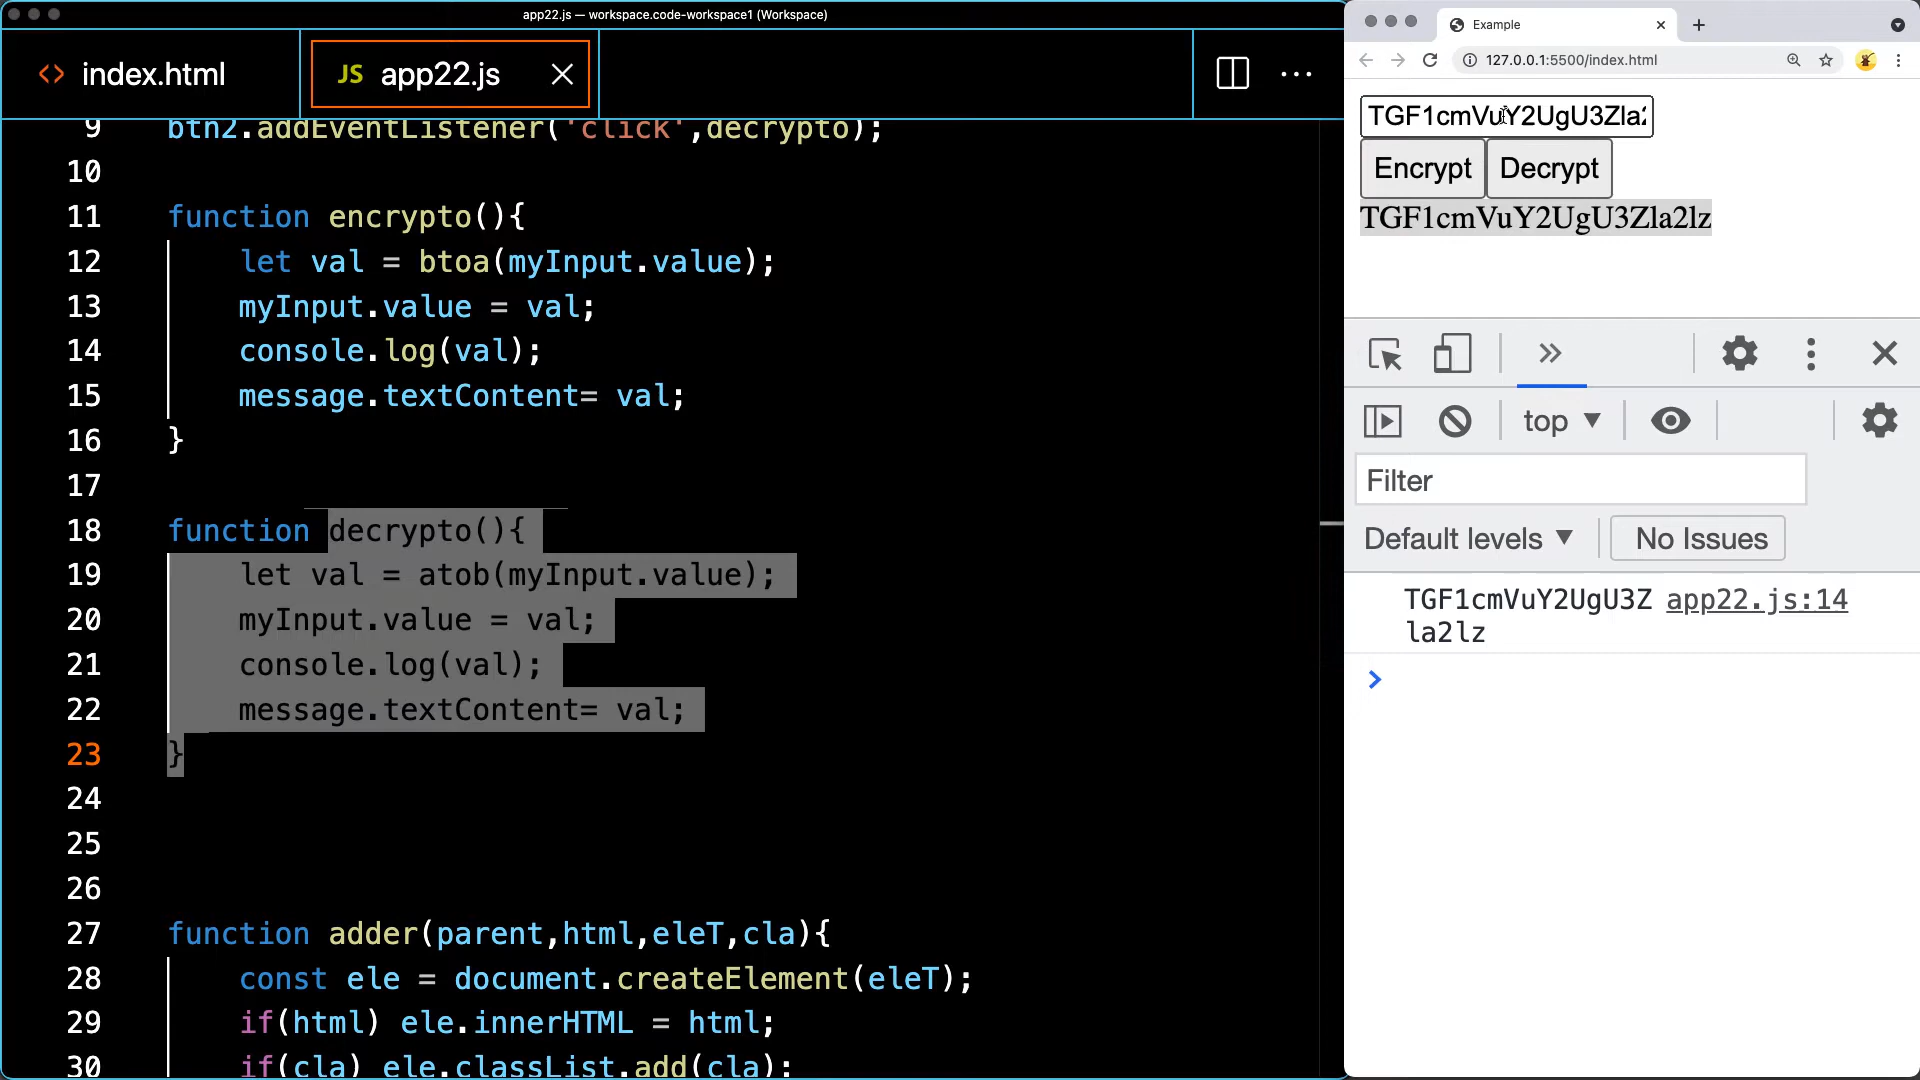 app22.js — workspace.code-workspace1 (Workspace)
<> index.html
JS app22.js
9 btn2.addEventListener('click',decrypto);
10
11 function encrypto(){
12 let val = btoa(myInput.value);
13 myInput.value = val;
14 console.log(val);
15 message.textContent= val;
16 }
17
18 function decrypto(){
19 let val = atob(myInput.value);
20 myInput.value = val;
21 console.log(val);
22 message.textContent= val;
23 }
24
25
26
27 function adder(parent,html,eleT,cla){
28 const ele = document.createElement(eleT);
29 if(html) ele.innerHTML = html;
30 if(cla) ele.classList.add(cla);
Example
127.0.0.1:5500/index.html
TGF1cmVuY2UgU3Zla2
Encrypt Decrypt
TGF1cmVuY2UgU3Zla2lz
top
Filter
Default levels No Issues
TGF1cmVuY2UgU3Z app22.js:14
la2lz